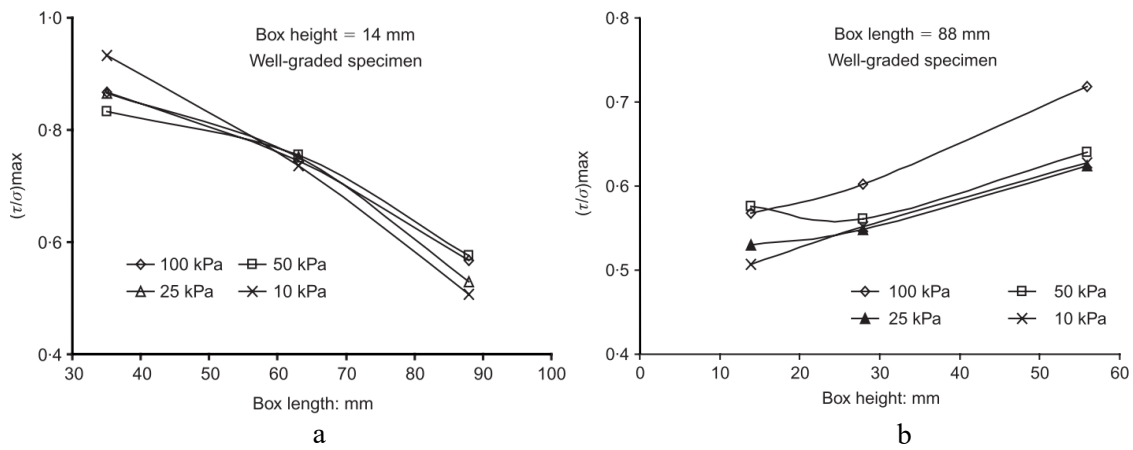 1·0
0·8
0·6
0·4
(τ/σ)max
Box height = 14 mm
Well-graded specimen
100 kPa
50 kPa
25 kPa
10 kPa
30 40 50 60 70 80 90 100
Box length: mm
a
0·8
0·7
0·6
0·5
0·4
(τ/σ)max
Box length = 88 mm
Well-graded specimen
100 kPa
50 kPa
25 kPa
10 kPa
0 10 20 30 40 50 60
Box height: mm
b